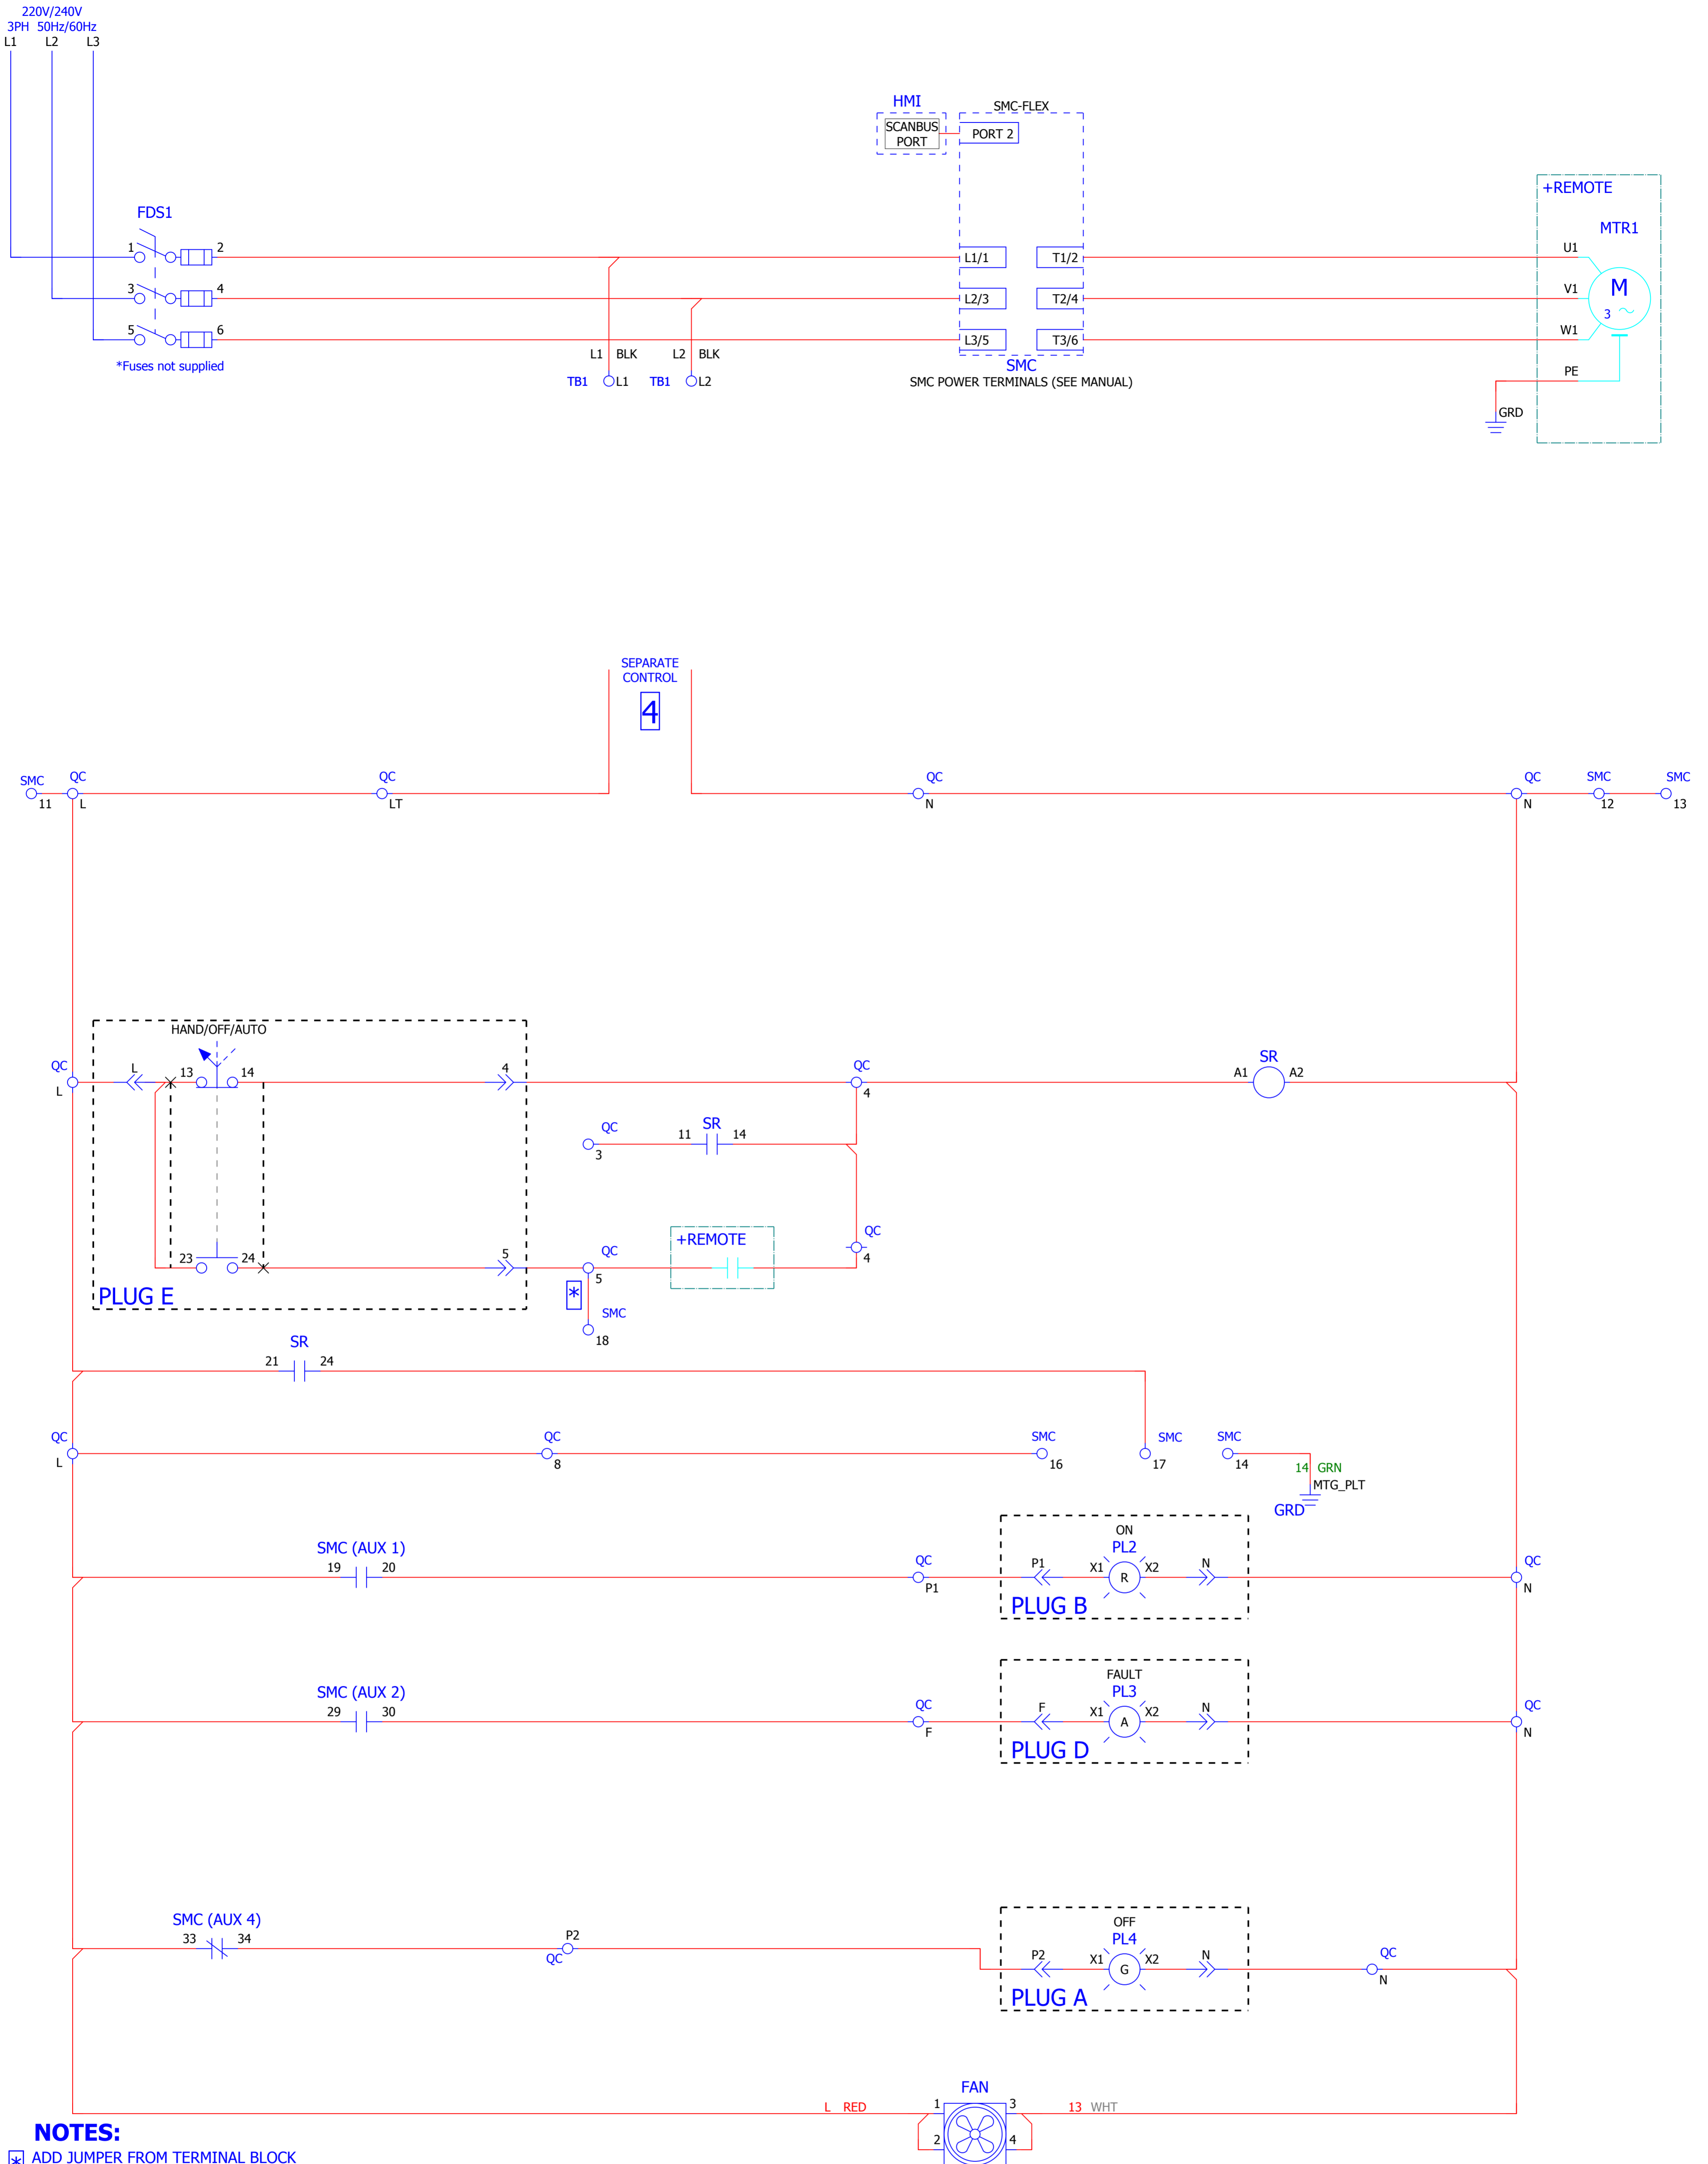 220V/240V
3PH 50Hz/60Hz
L1 L2 L3
HMI
SMC-FLEX
SCANBUS
PORT
PORT 2
+REMOTE
FDS1
MTR1
1 2
L1/1 T1/2
U1
3 4
L2/3 T2/4
V1
M
3
5 6
L3/5 T3/6
W1
*Fuses not supplied
L1 BLK L2 BLK
SMC
PE
TB1 L1 TB1 L2
SMC POWER TERMINALS (SEE MANUAL)
GRD
SEPARATE
CONTROL
4
SMC QC QC QC QC SMC SMC
11 L LT N N 12 13
HAND/OFF/AUTO
QC L 13 14 4 QC SR
A1 A2
L 4
QC 11 SR 14
3
+REMOTE
QC
23 24 5 QC 4
5
PLUG E
*
SMC
18
SR
21 24
QC QC SMC SMC SMC
L 8 16 17 14
14 GRN
MTG_PLT
GRD
SMC (AUX 1)
19 20
ON
PL2
QC P1 X1 R X2 N QC
P1 N
PLUG B
SMC (AUX 2)
29 30
FAULT
PL3
QC F X1 A X2 N QC
F N
PLUG D
SMC (AUX 4)
33 34
P2
QC
OFF
PL4
P2 X1 G X2 N QC
N
PLUG A
FAN
L RED 1 3 13 WHT
2 4
NOTES:
* ADD JUMPER FROM TERMINAL BLOCK